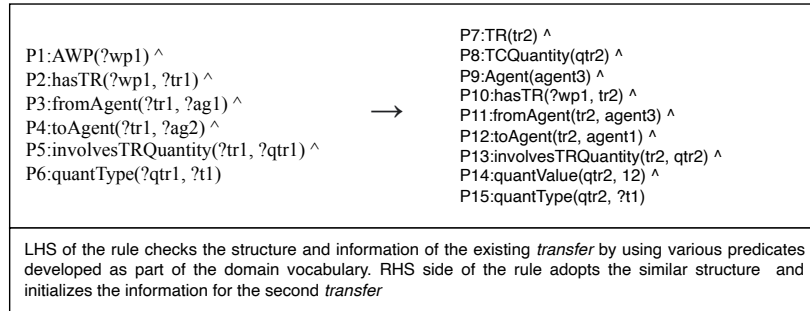 P1:AWP(?wp1) ^
P2:hasTR(?wp1, ?tr1) ^
P3:fromAgent(?tr1, ?ag1) ^
P4:toAgent(?tr1, ?ag2) ^
P5:involvesTRQuantity(?tr1, ?qtr1) ^
P6:quantType(?qtr1, ?t1)
→
P7:TR(tr2) ^
P8:TCQuantity(qtr2) ^
P9:Agent(agent3) ^
P10:hasTR(?wp1, tr2) ^
P11:fromAgent(tr2, agent3) ^
P12:toAgent(tr2, agent1) ^
P13:involvesTRQuantity(tr2, qtr2) ^
P14:quantValue(qtr2, 12) ^
P15:quantType(qtr2, ?t1)
LHS of the rule checks the structure and information of the existing transfer by using various predicates
developed as part of the domain vocabulary. RHS side of the rule adopts the similar structure and
initializes the information for the second transfer